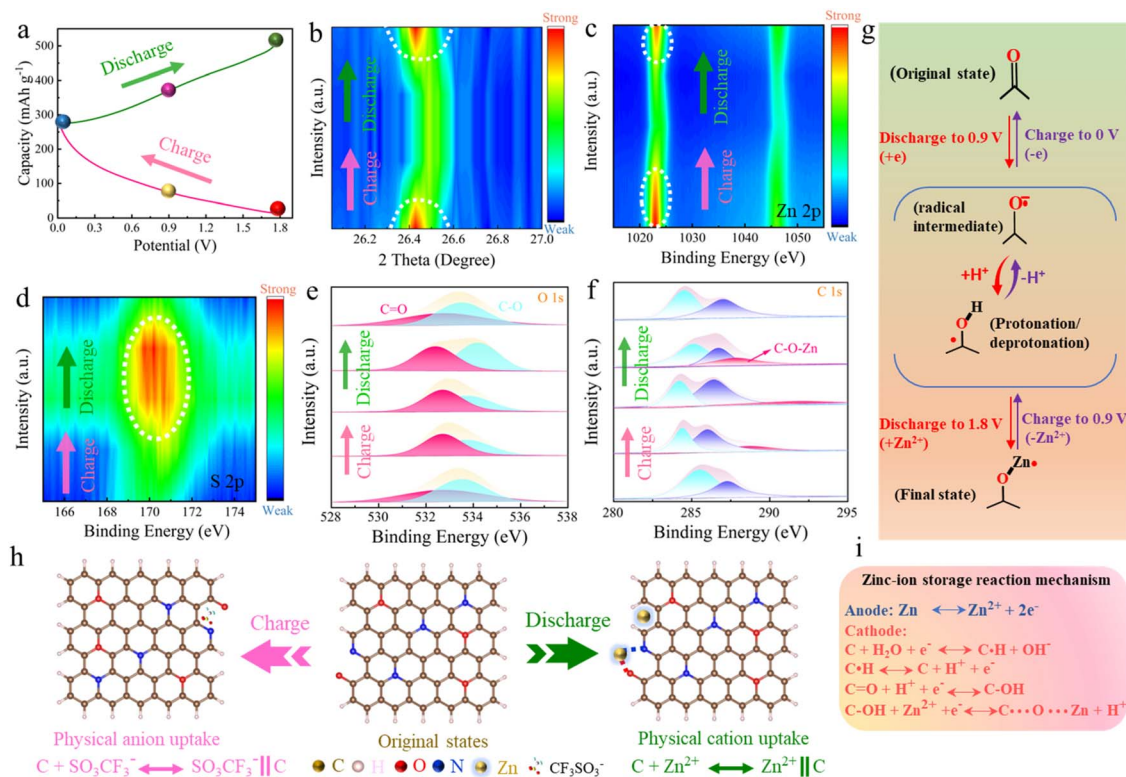 a
Capacity (mAh gr⁻¹)
500
400
300
200
100
0
Discharge
Charge
0.0 0.3 0.6 0.9 1.2 1.5 1.8
Potential (V)
b
Strong
Intensity (a.u.)
Discharge
Charge
26.2 26.4 26.6 26.8 27.0
Weak
2 Theta (Degree)
c
Strong
Intensity (a.u.)
Discharge
Charge
Zn 2p
1020 1030 1040 1050
Weak
Binding Energy (eV)
d
Strong
Intensity (a.u.)
Discharge
Charge
S 2p
166 168 170 172 174
Weak
Binding Energy (eV)
e
O 1s
C=O
C-O
Intensity (a.u.)
Discharge
Charge
528 530 532 534 536 538
Binding Energy (eV)
f
C 1s
C-O-Zn
Intensity (a.u.)
Discharge
Charge
280 285 290 295
Binding Energy (eV)
g
(Original state)
O
Discharge to 0.9 V
(+e)
Charge to 0 V
(-e)
(radical
intermediate)
O
+H⁺
-H⁺
H
O
(Protonation/
deprotonation)
Discharge to 1.8 V
(+Zn²⁺)
Charge to 0.9 V
(-Zn²⁺)
Zn
O
(Final state)
h
Charge
Discharge
Physical anion uptake
C + SO₃CF₃⁻ ⟷ SO₃CF₃⁻||C
Original states
C H O N Zn CF₃SO₃⁻
Physical cation uptake
C + Zn²⁺ ⟷ Zn²⁺||C
i
Zinc-ion storage reaction mechanism
Anode: Zn ⟷ Zn²⁺ + 2e⁻
Cathode:
C + H₂O + e⁻ ⟷ C•H + OH⁻
C•H ⟷ C + H⁺ + e⁻
C=O + H⁺ + e⁻ ⟷ C-OH
C-OH + Zn²⁺ +e⁻ ⟷ C•••O•••Zn + H⁺